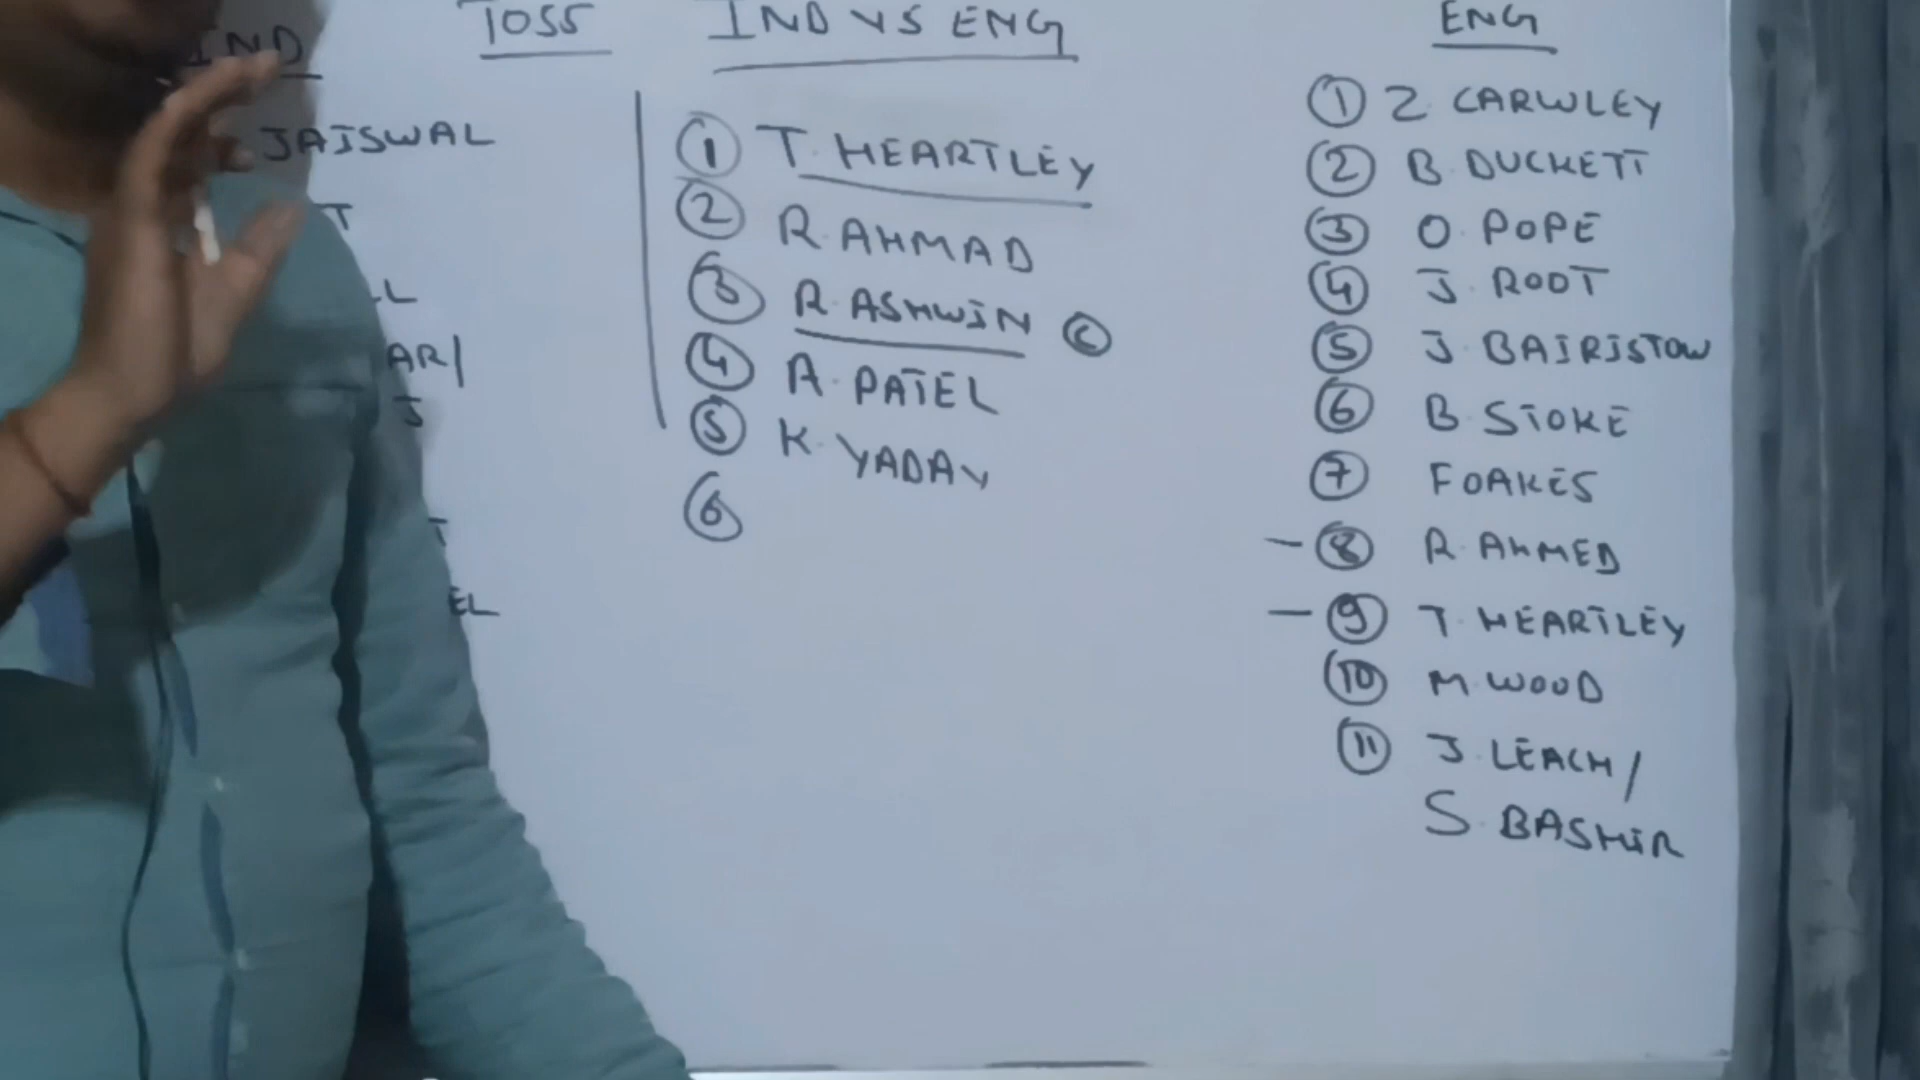 IND
JAISWAL
T
L
AR/
J
T
EL
TOSS
IND VS ENG
① T. HEARTLEY
② R. AHMAD
③ R. ASHWIN ©
④ A. PATEL
⑤ K. YADAV
⑥
ENG
① Z. CARWLEY
② B. DUCKETT
③ O. POPE
④ J. ROOT
⑤ J. BAIRISTOW
⑥ B. STOKE
⑦ FOAKES
- ⑧ R. AHMED
- ⑨ T. HEARTLEY
⑩ M. WOOD
⑪ J. LEACH /
S. BASHIR